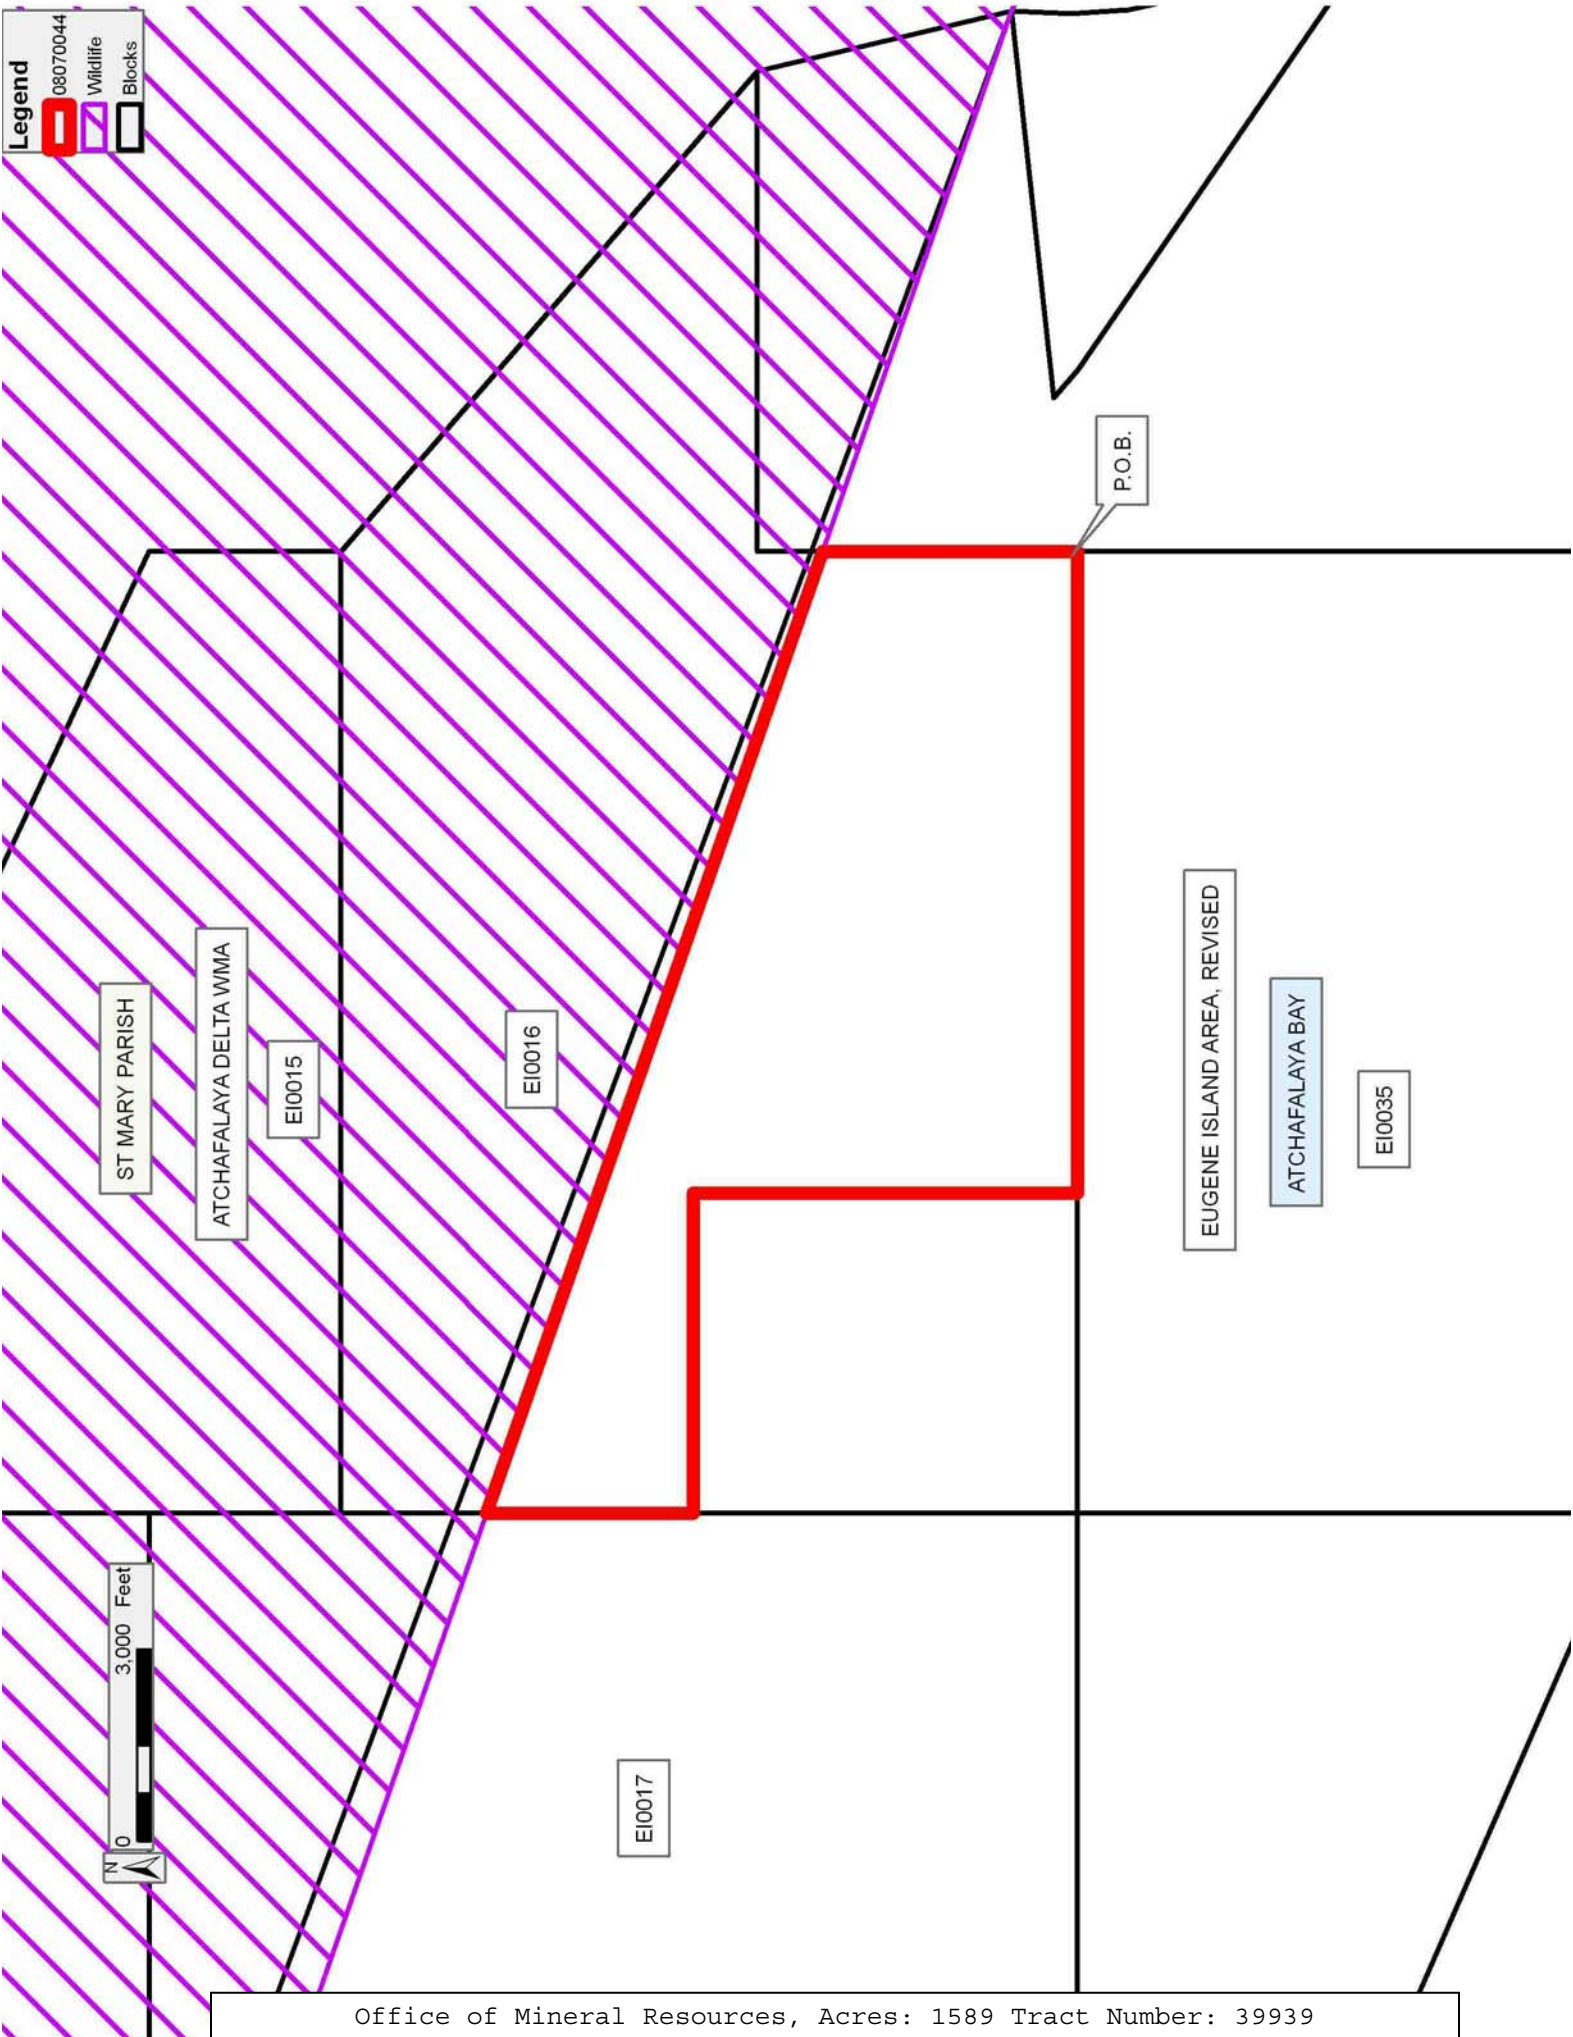 Legend
08070044
Wildlife
Blocks
ST MARY PARISH
ATCHAFALAYA DELTA WMA
EI0015
EI0016
P.O.B.
EUGENE ISLAND AREA, REVISED
ATCHAFALAYA BAY
EI0035
EI0017
N
0 3,000 Feet
Office of Mineral Resources, Acres: 1589 Tract Number: 39939